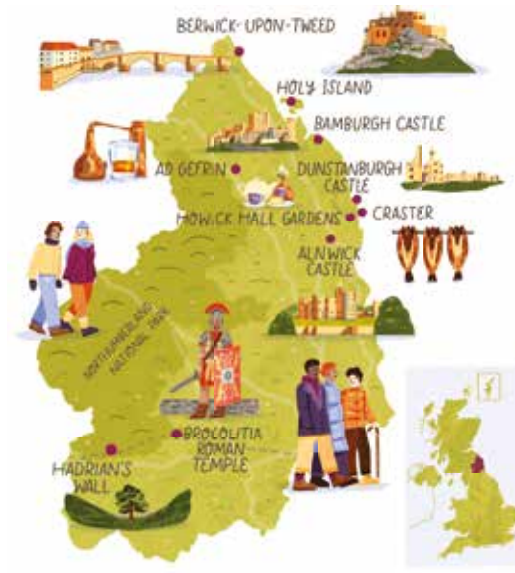 BERWICK-UPON-TWEED
HOLY ISLAND
BAMBURGH CASTLE
AD GEFRIN
DUNSTANBURGH
CASTLE
HOWICK HALL GARDENS
CRASTER
ALNWICK
CASTLE
NORTHUMBERLAND
NATIONAL PARK
BROCOLITIA
ROMAN
TEMPLE
HADRIAN'S
WALL